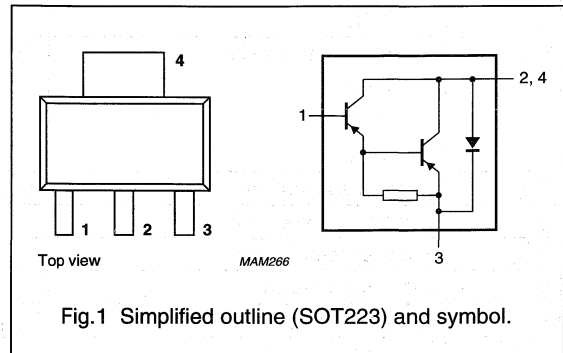 4
1
2
3
Top view
MAM266
1
2, 4
3
Fig.1 Simplified outline (SOT223) and symbol.